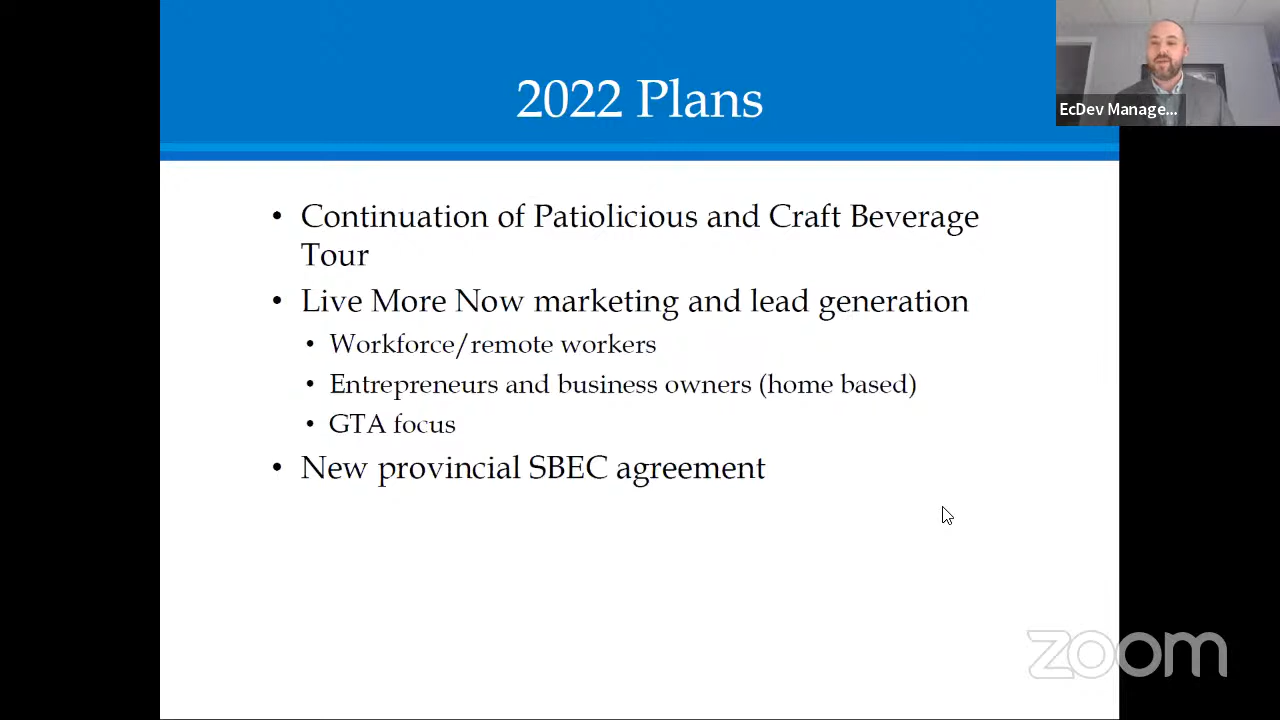 2022 Plans
EcDev Manage...
• Continuation of Patiolicious and Craft Beverage
Tour
• Live More Now marketing and lead generation
• Workforce/remote workers
• Entrepreneurs and business owners (home based)
• GTA focus
• New provincial SBEC agreement
zoom